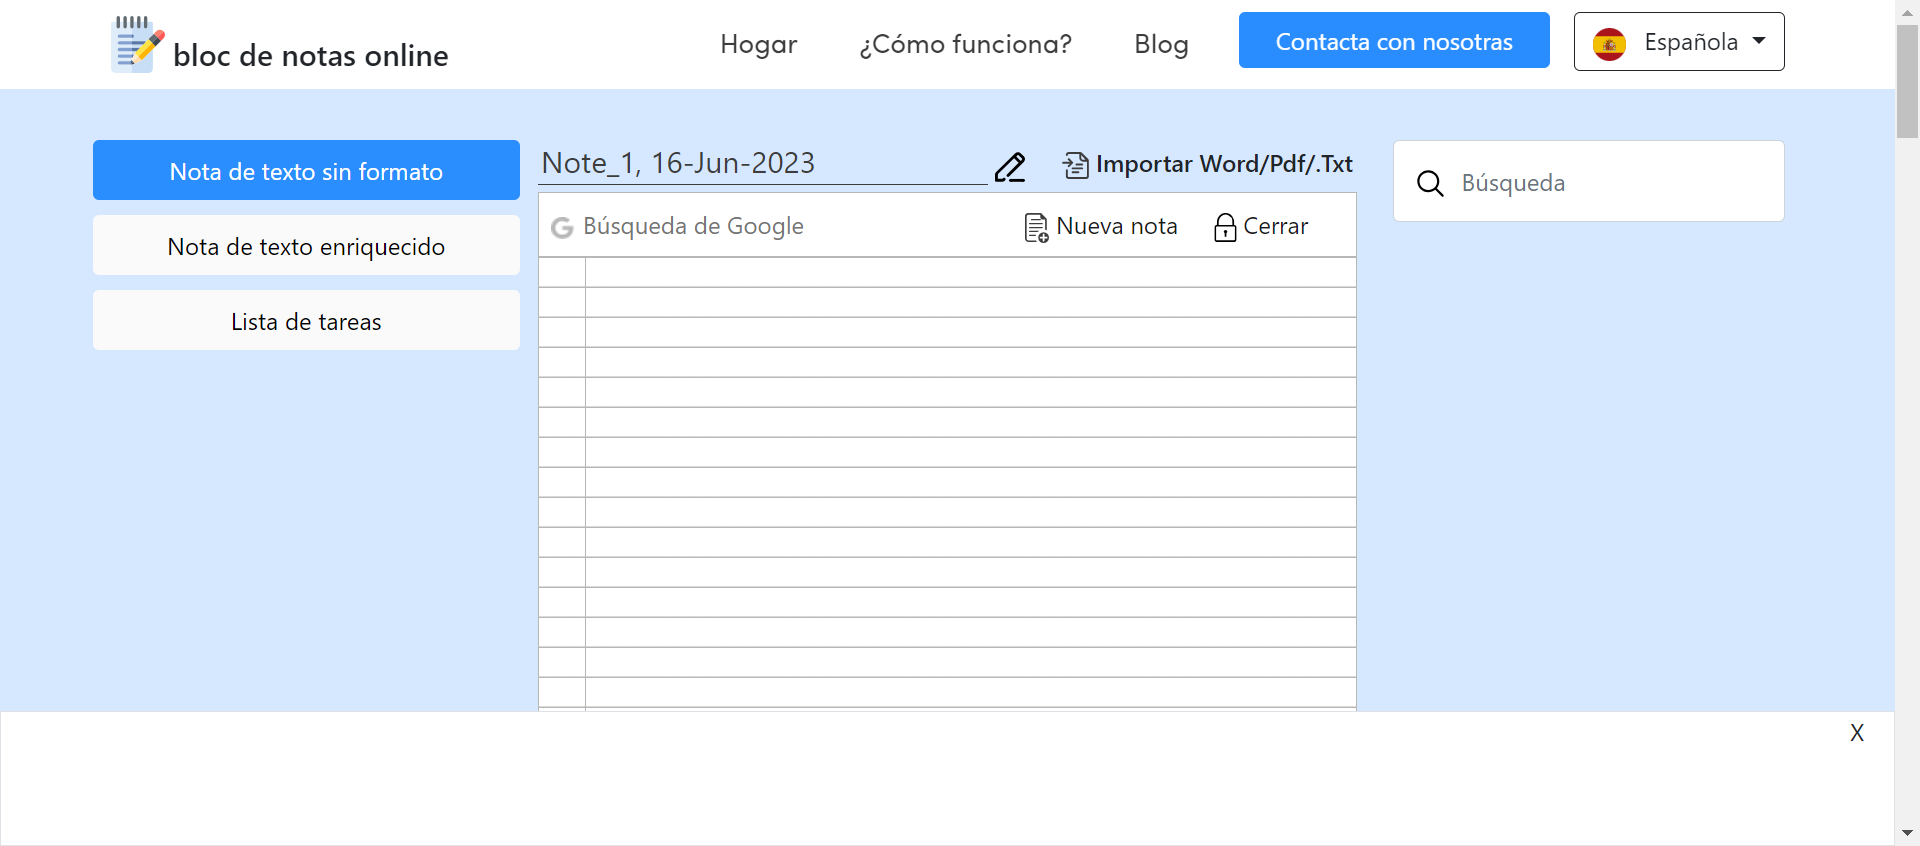 bloc de notas online
Hogar
¿Cómo funciona?
Blog
Contacta con nosotras
Española
Nota de texto sin formato
Nota de texto enriquecido
Lista de tareas
Note_1, 16-Jun-2023
Importar Word/Pdf/.Txt
Búsqueda de Google
Nueva nota
Cerrar
Búsqueda
X